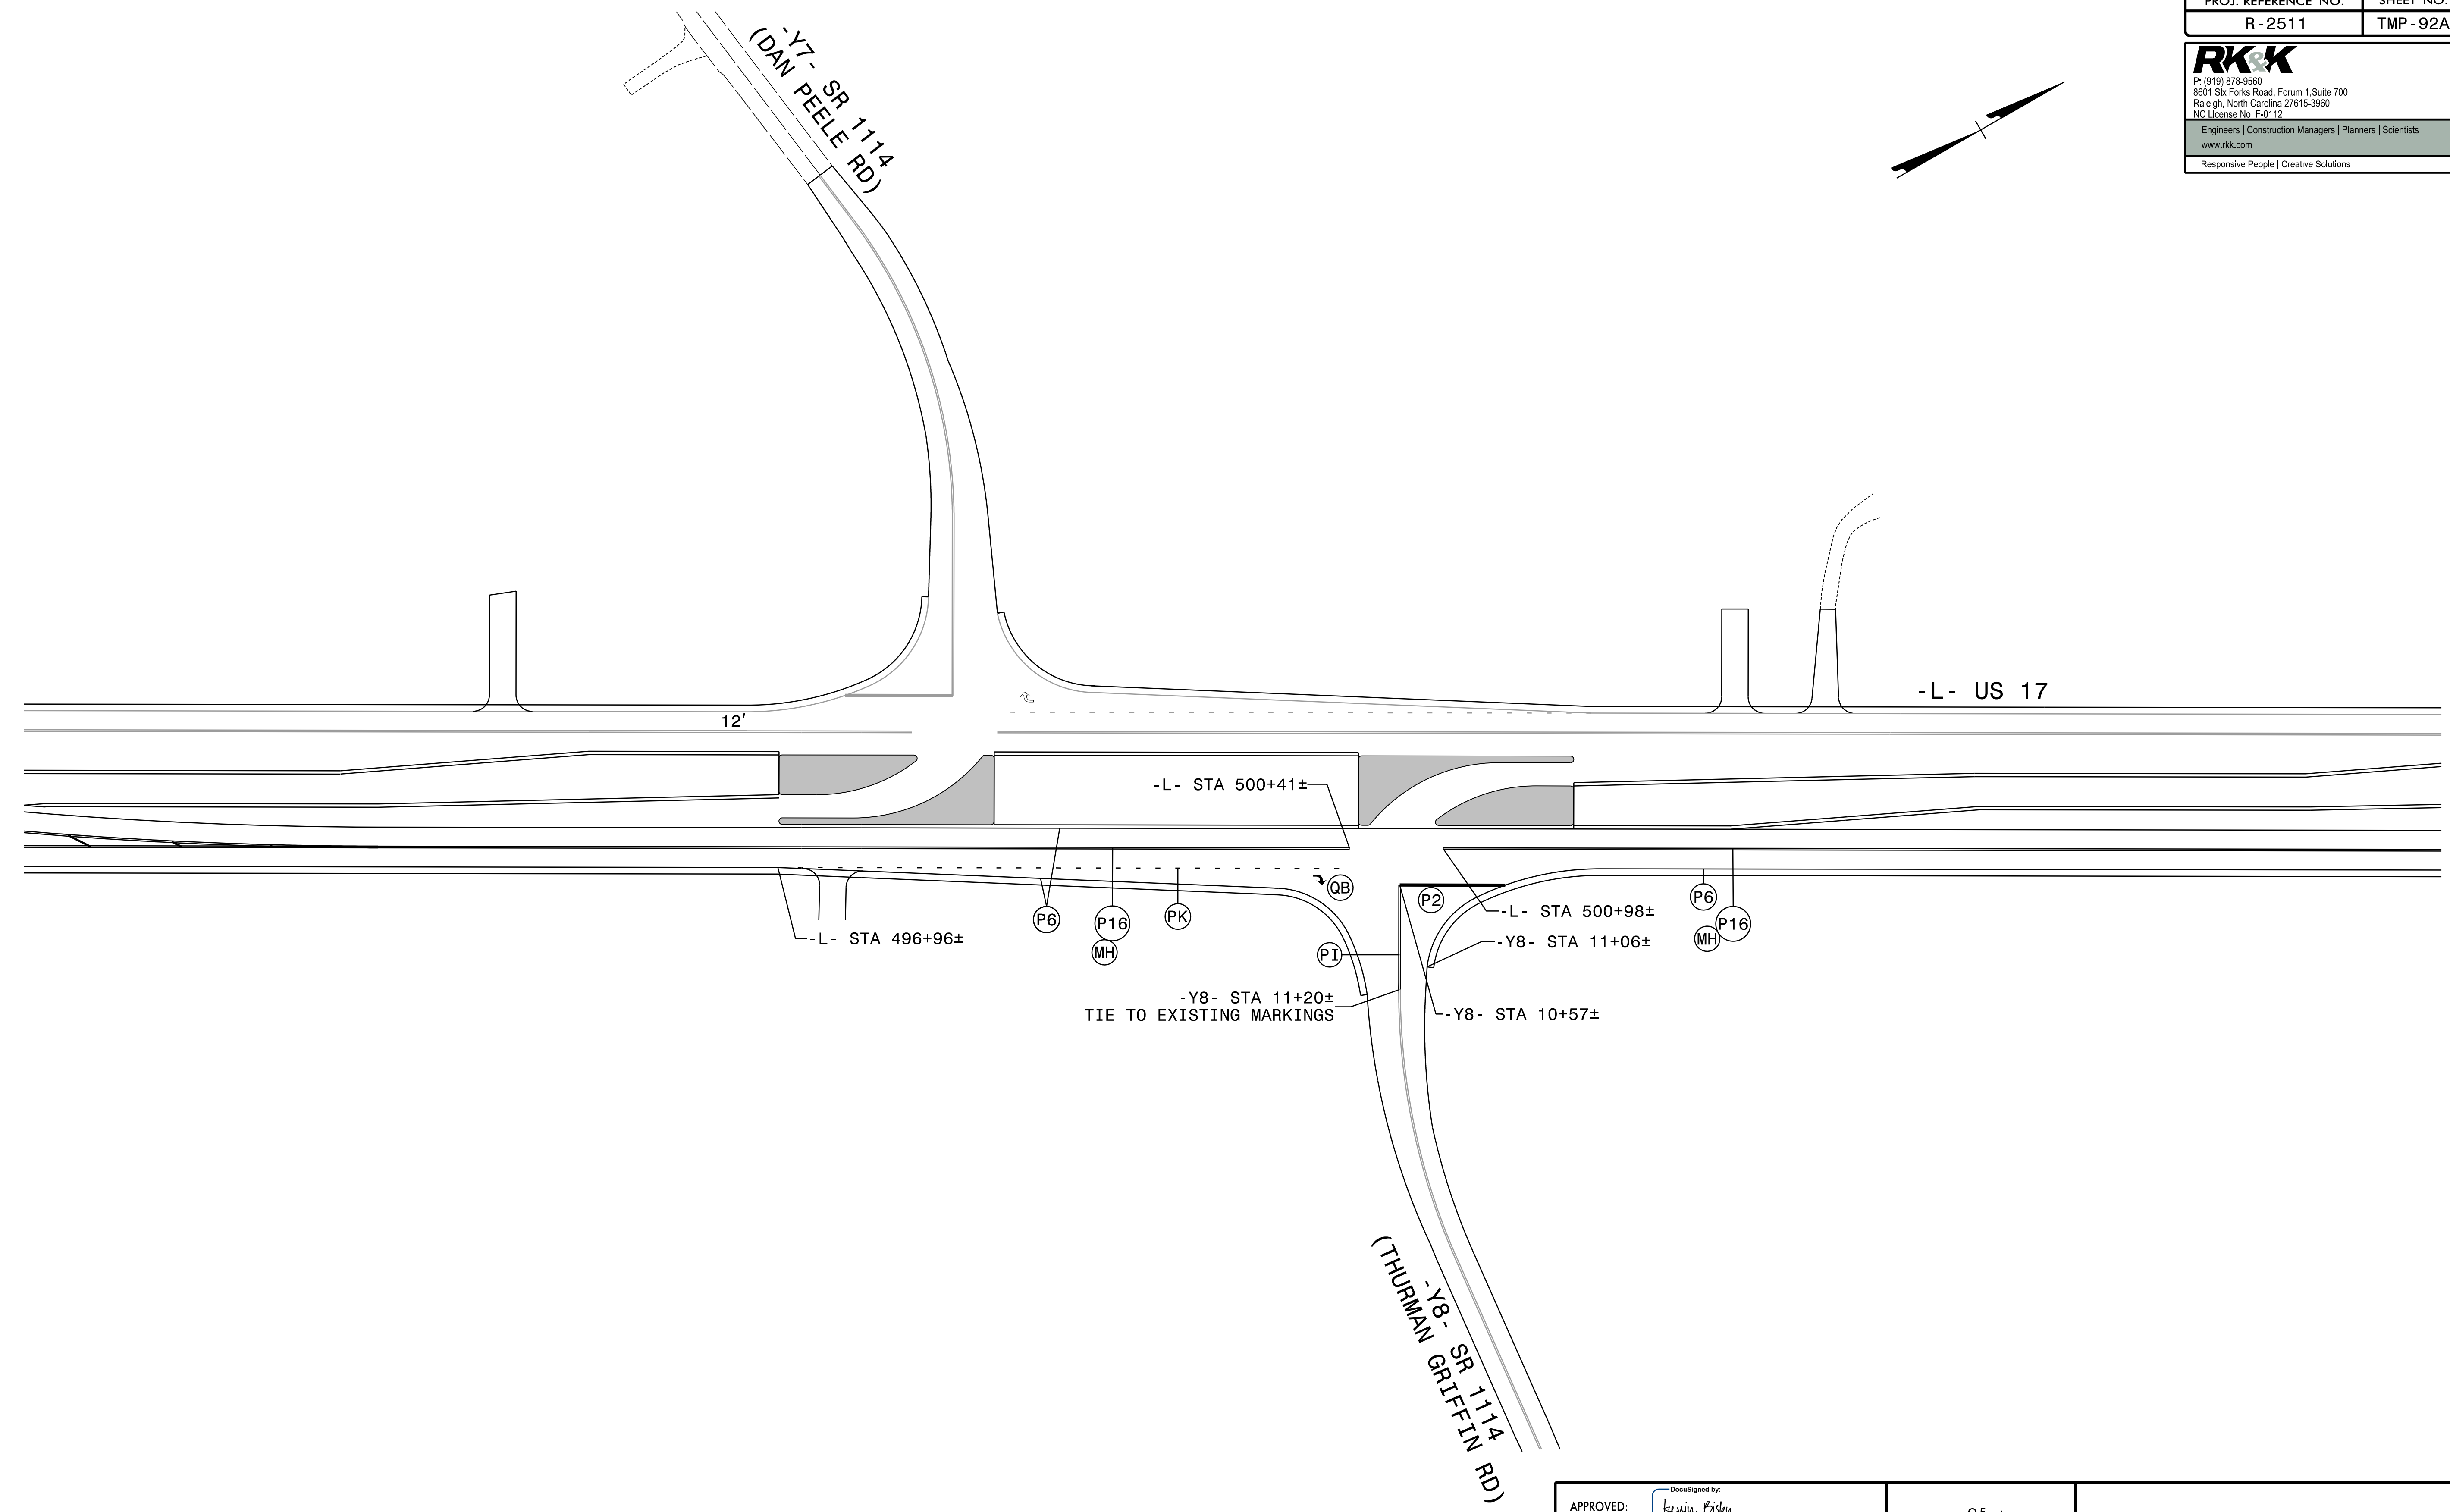 PROJ. REFERENCE NO.
SHEET NO.
R-2511
TMP-92A
RK&K
P: (919) 878-9560
8601 Six Forks Road, Forum 1,Suite 700
Raleigh, North Carolina 27615-3960
NC License No. F-0112
Engineers | Construction Managers | Planners | Scientists
www.rkk.com
Responsive People | Creative Solutions
-Y7- SR 1114
(DAN PEELE RD)
-L- US 17
12'
-L- STA 500+41±
QB
P2
P6
P16
MH
PK
P6
P16
MH
-L- STA 496+96±
-L- STA 500+98±
-Y8- STA 11+06±
PI
-Y8- STA 11+20±
TIE TO EXISTING MARKINGS
-Y8- STA 10+57±
-Y8- SR 1114
(THURMAN GRIFFIN RD)
DocuSigned by:
APPROVED: